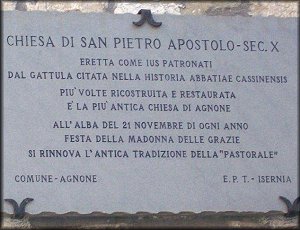 CHIESA DI SAN PIETRO APOSTOLO-SEC. X
ERETTA COME IUS PATRONATI
DAL GATTULA CITATA NELLA HISTORIA ABBATIAE CASSINENSIS
PIU' VOLTE RICOSTRUITA E RESTAURATA
E' LA PIU' ANTICA CHIESA DI AGNONE
ALL'ALBA DEL 21 NOVEMBRE DI OGNI ANNO
FESTA DELLA MADONNA DELLE GRAZIE
SI RINNOVA L'ANTICA TRADIZIONE DELLA "PASTORALE"
COMUNE-AGNONE E.P.T.-ISERNIA